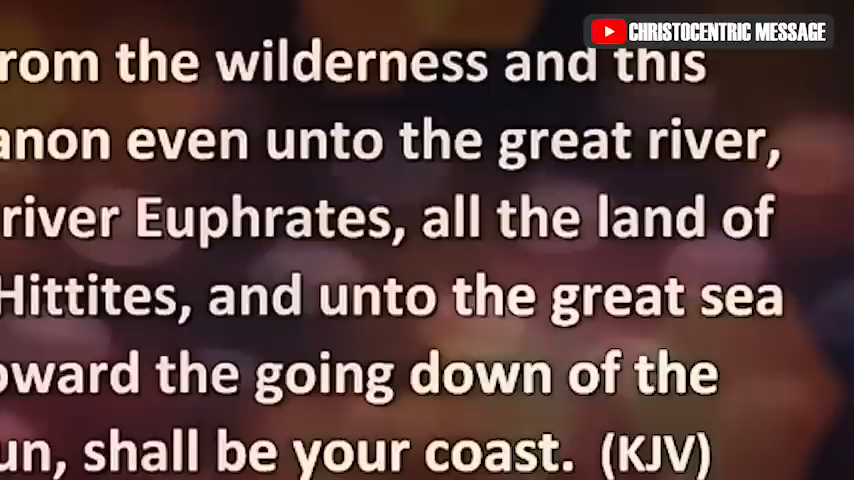 CHRISTOCENTRIC MESSAGE
rom the wilderness and this
anon even unto the great river,
river Euphrates, all the land of
Hittites, and unto the great sea
oward the going down of the
un, shall be your coast. (KJV)